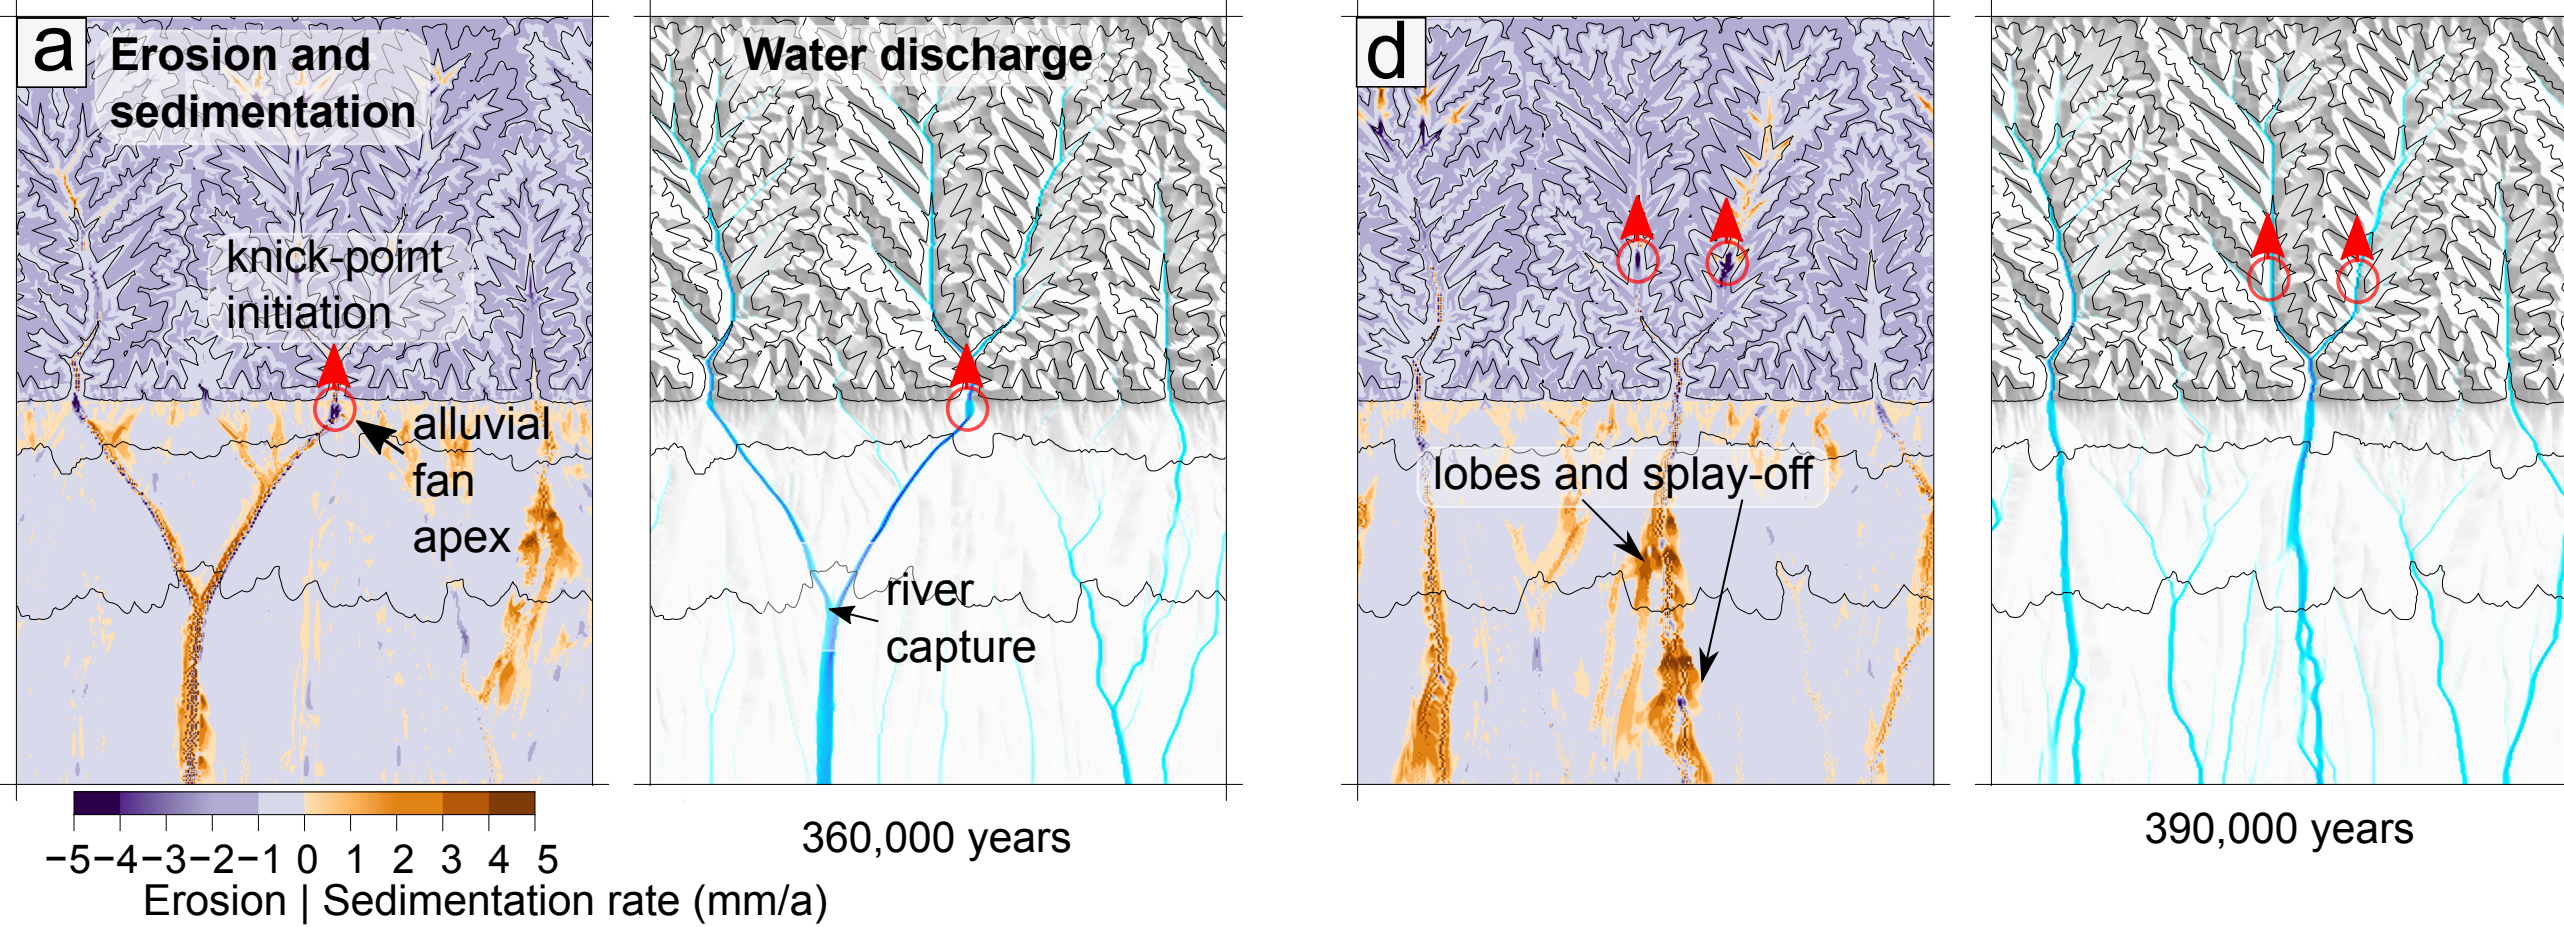 a
Erosion and
sedimentation
Water discharge
d
knick-point
initiation
alluvial
fan
apex
river
capture
lobes and splay-off
−5 −4 −3 −2 −1 0 1 2 3 4 5
Erosion | Sedimentation rate (mm/a)
360,000 years
390,000 years